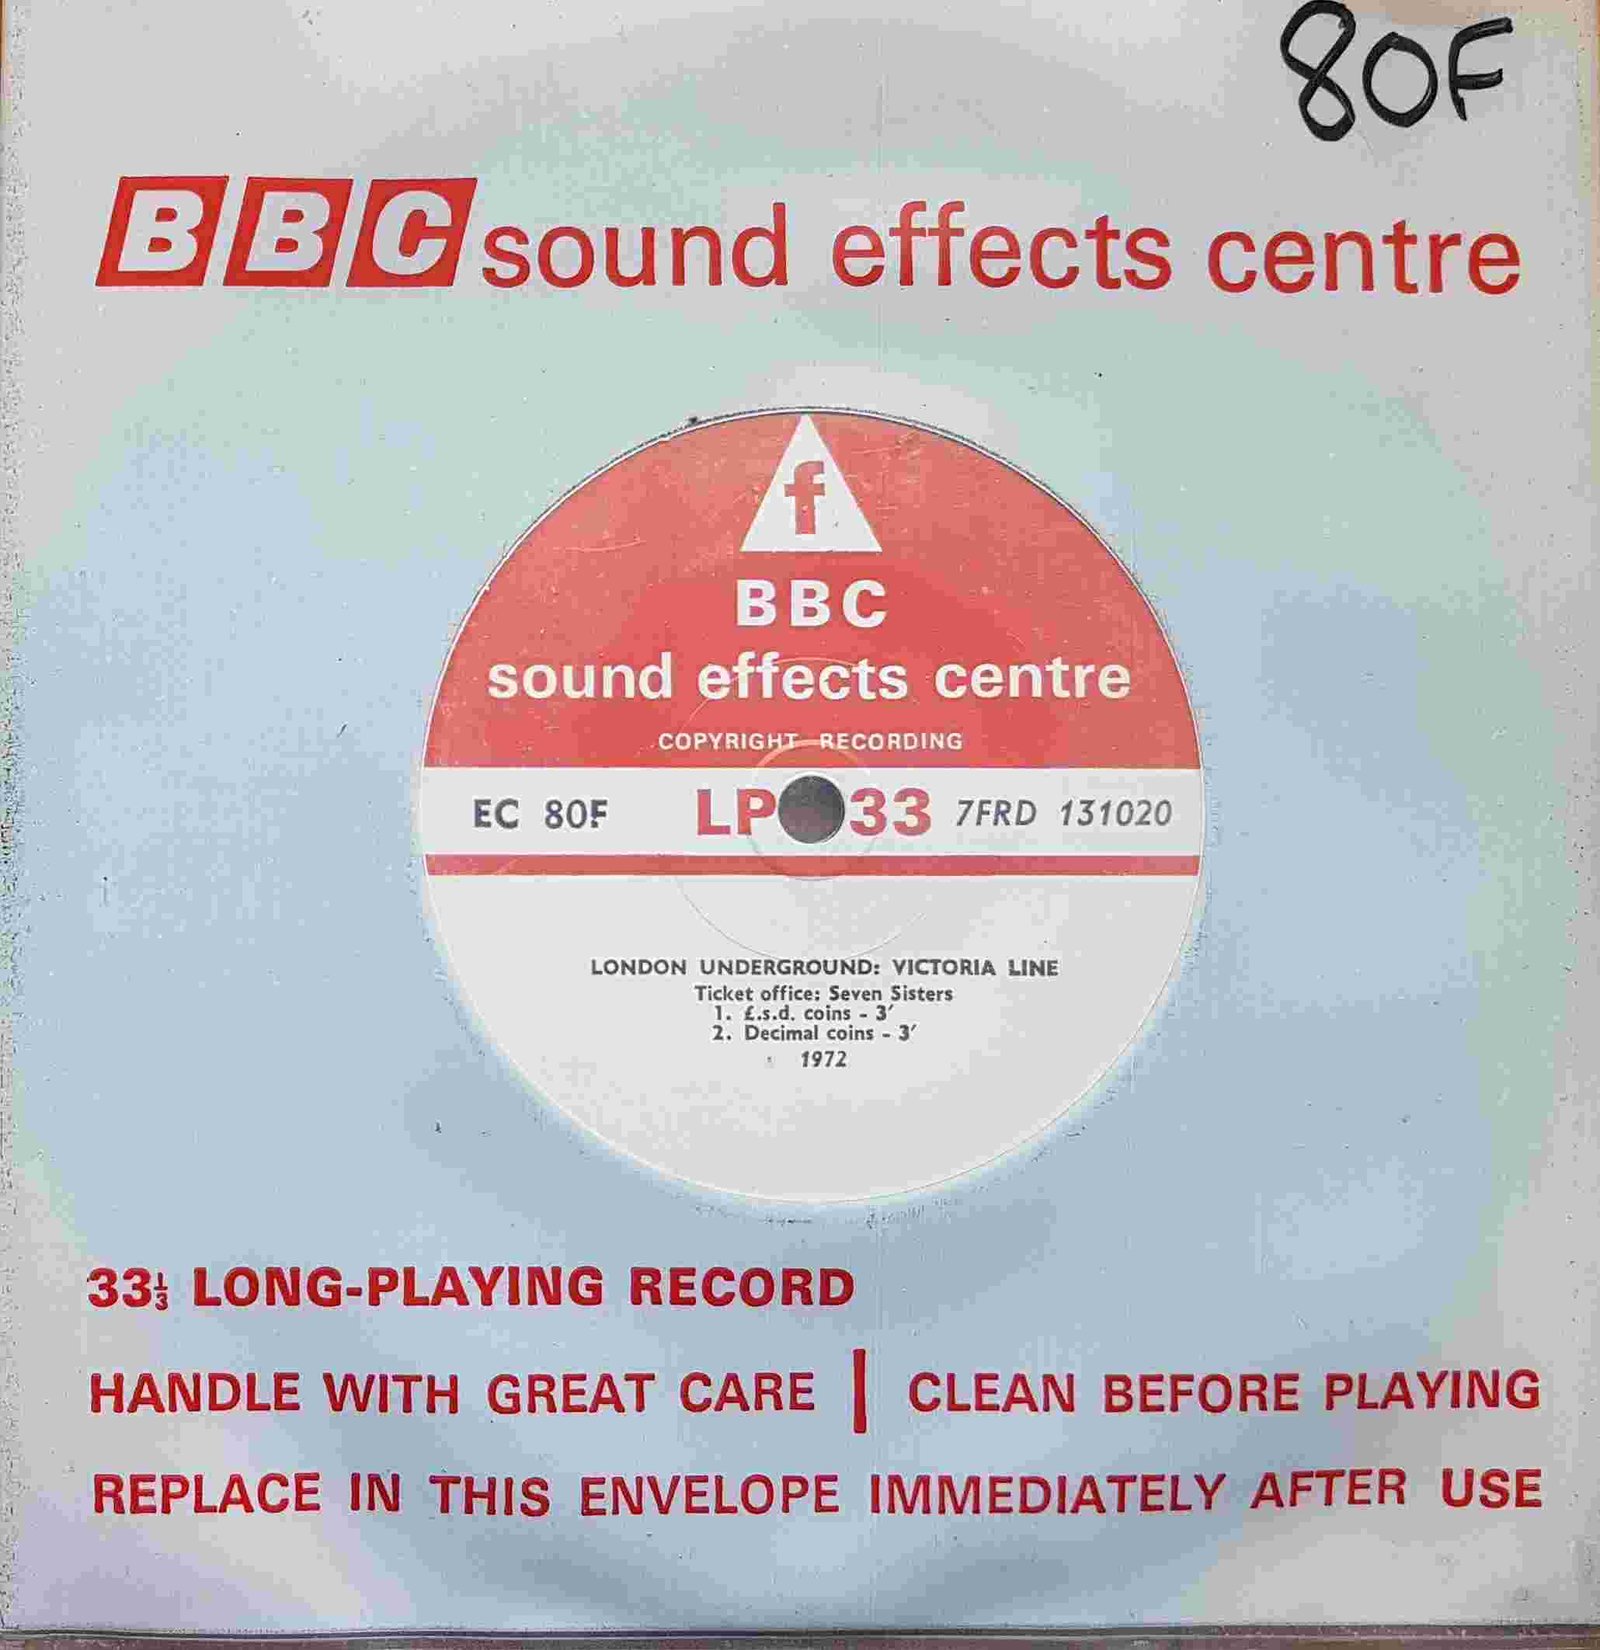 80F
BBC sound effects centre
f
BBC
sound effects centre
COPYRIGHT RECORDING
EC 80F LP 33 7FRD 131020
LONDON UNDERGROUND: VICTORIA LINE
Ticket office: Seven Sisters
1. £.s.d. coins - 3′
2. Decimal coins - 3′
1972
33⅓ LONG-PLAYING RECORD
HANDLE WITH GREAT CARE | CLEAN BEFORE PLAYING
REPLACE IN THIS ENVELOPE IMMEDIATELY AFTER USE